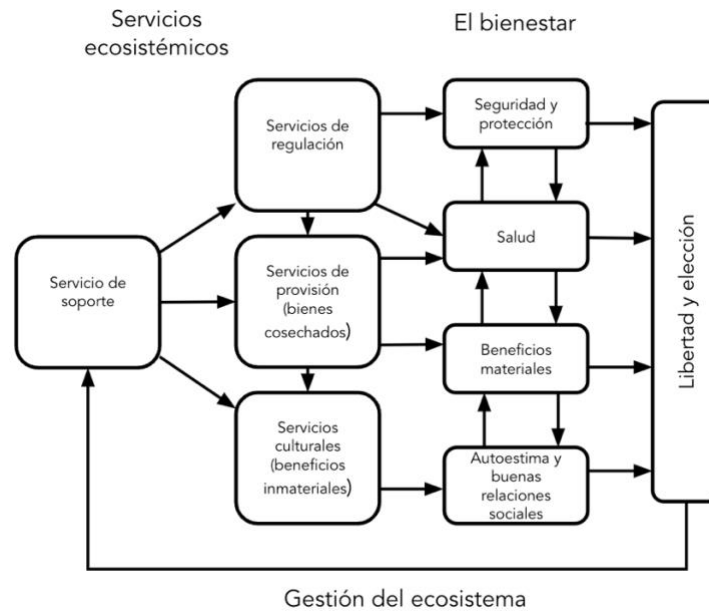 Servicios
ecosistémicos
El bienestar
Servicios de
regulación
Seguridad y
protección
Servicio de
soporte
Servicios de
provisión
(bienes
cosechados)
Salud
Beneficios
materiales
Servicios
culturales
(beneficios
inmateriales)
Autoestima y
buenas
relaciones
sociales
Libertad y elección
Gestión del ecosistema